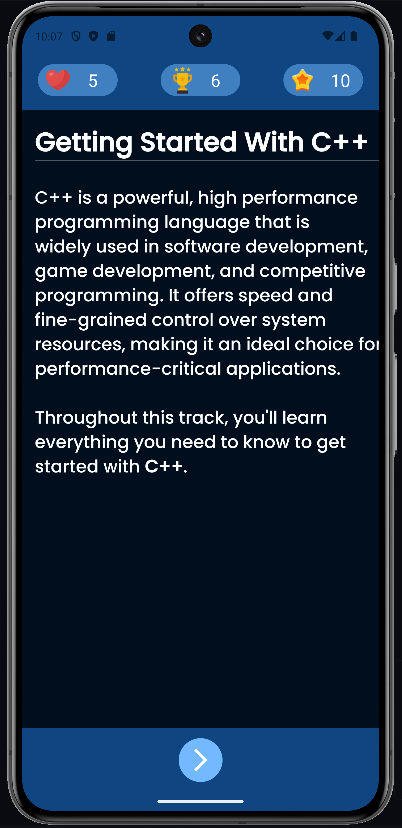 10:07
5
6
10
Getting Started With C++
C++ is a powerful, high performance
programming language that is
widely used in software development,
game development, and competitive
programming. It offers speed and
fine-grained control over system
resources, making it an ideal choice for
performance-critical applications.
Throughout this track, you'll learn
everything you need to know to get
started with C++.